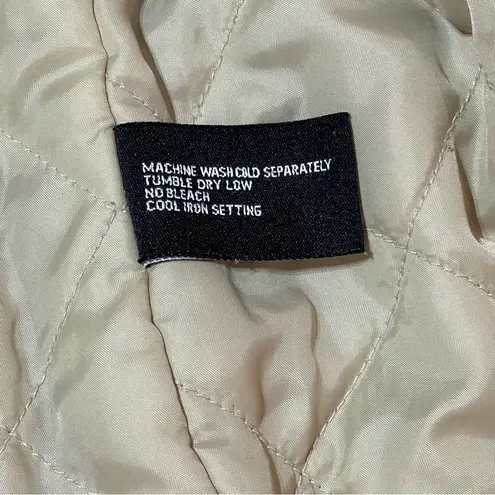 MACHINE WASH COLD SEPARATELY
TUMBLE DRY LOW
NO BLEACH
COOL IRON SETTING